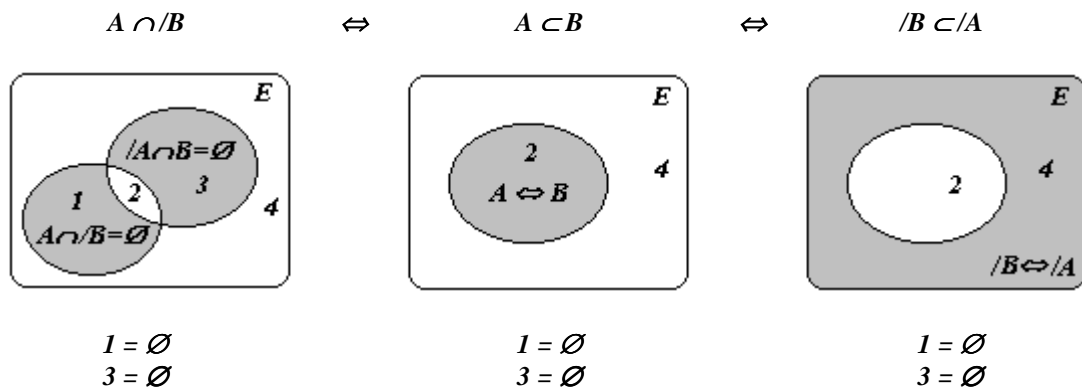 A ∩ /B ⇔ A ⊂ B ⇔ /B ⊂ /A
E
/A∩B=∅
1 2 3 4
A∩/B=∅
E
2
4
A ⇔ B
E
4
2
/B⇔/A
1 = ∅ 1 = ∅ 1 = ∅
3 = ∅ 3 = ∅ 3 = ∅